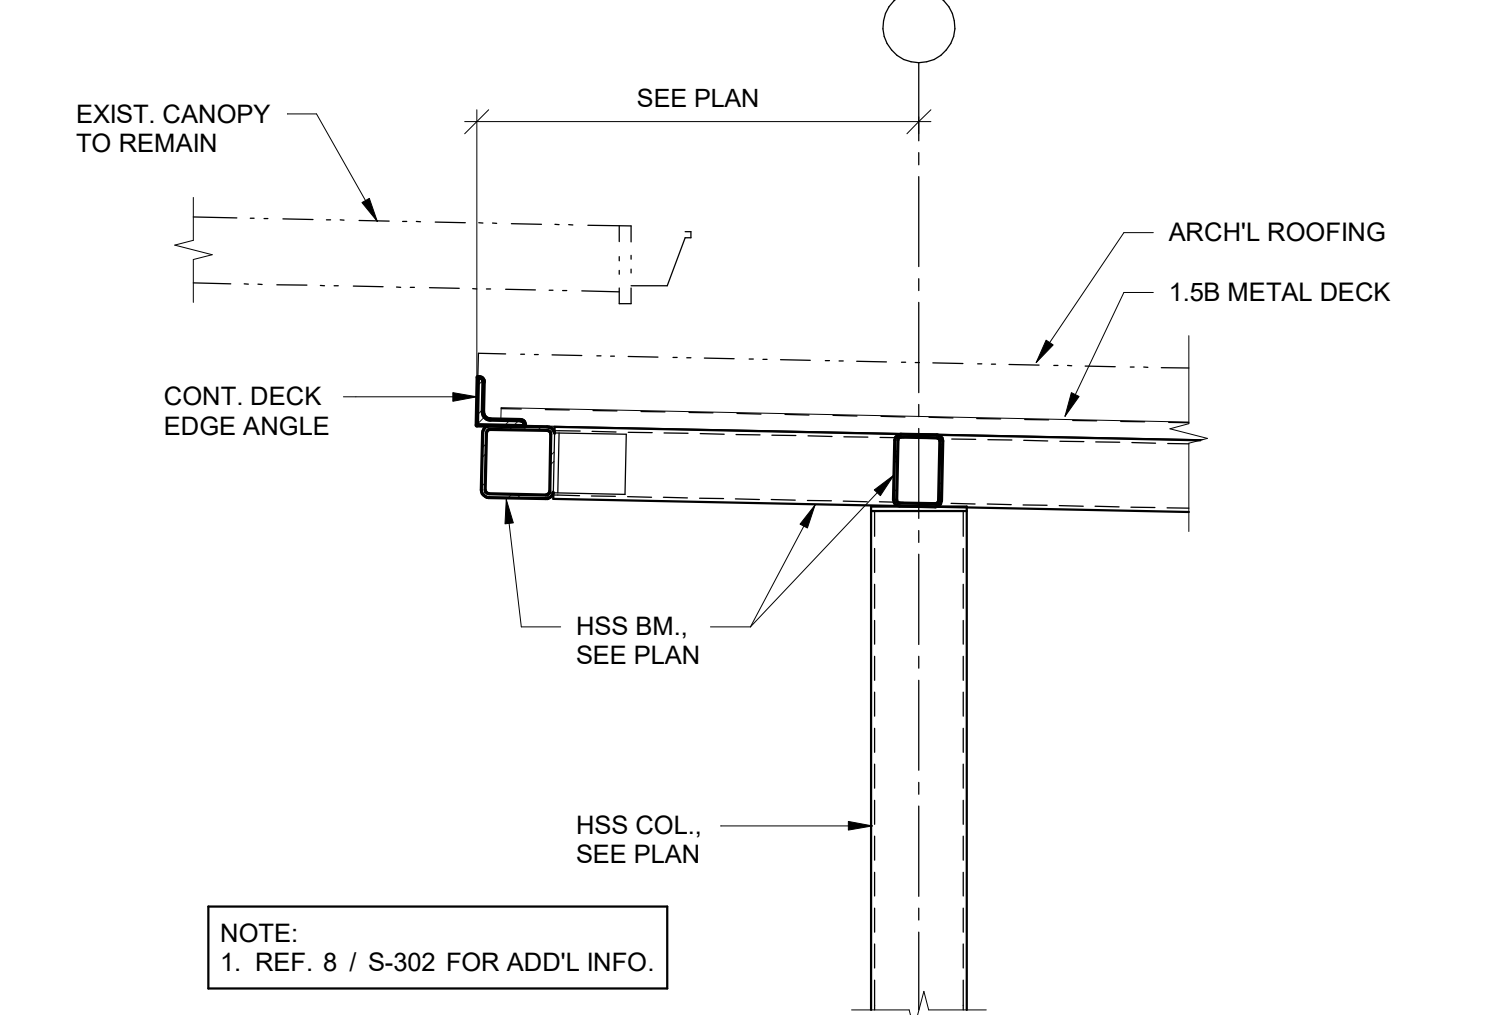 SEE PLAN
EXIST. CANOPY
TO REMAIN
ARCH'L ROOFING
1.5B METAL DECK
CONT. DECK
EDGE ANGLE
HSS BM.,
SEE PLAN
HSS COL.,
SEE PLAN
NOTE:
1. REF. 8 / S-302 FOR ADD'L INFO.